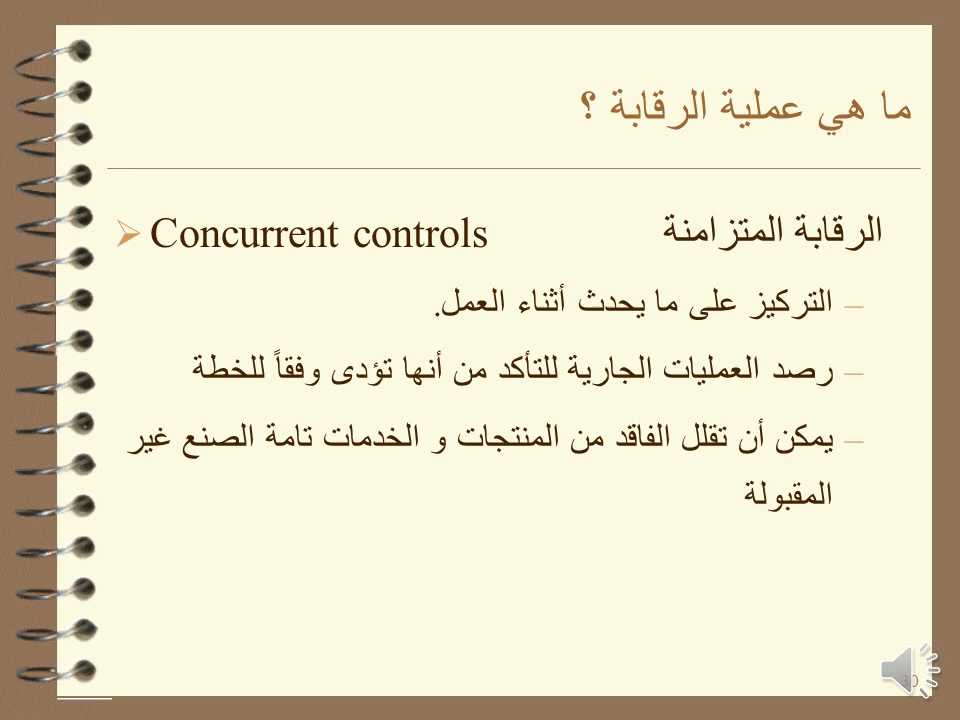 ما هي عملية الرقابة ؟
Concurrent controls الرقابة المتزامنة
– التركيز على ما يحدث أثناء العمل.
– رصد العمليات الجارية للتأكد من أنها تؤدى وفقاً للخطة
– يمكن أن تقلل الفاقد من المنتجات و الخدمات تامة الصنع غير
المقبولة
30